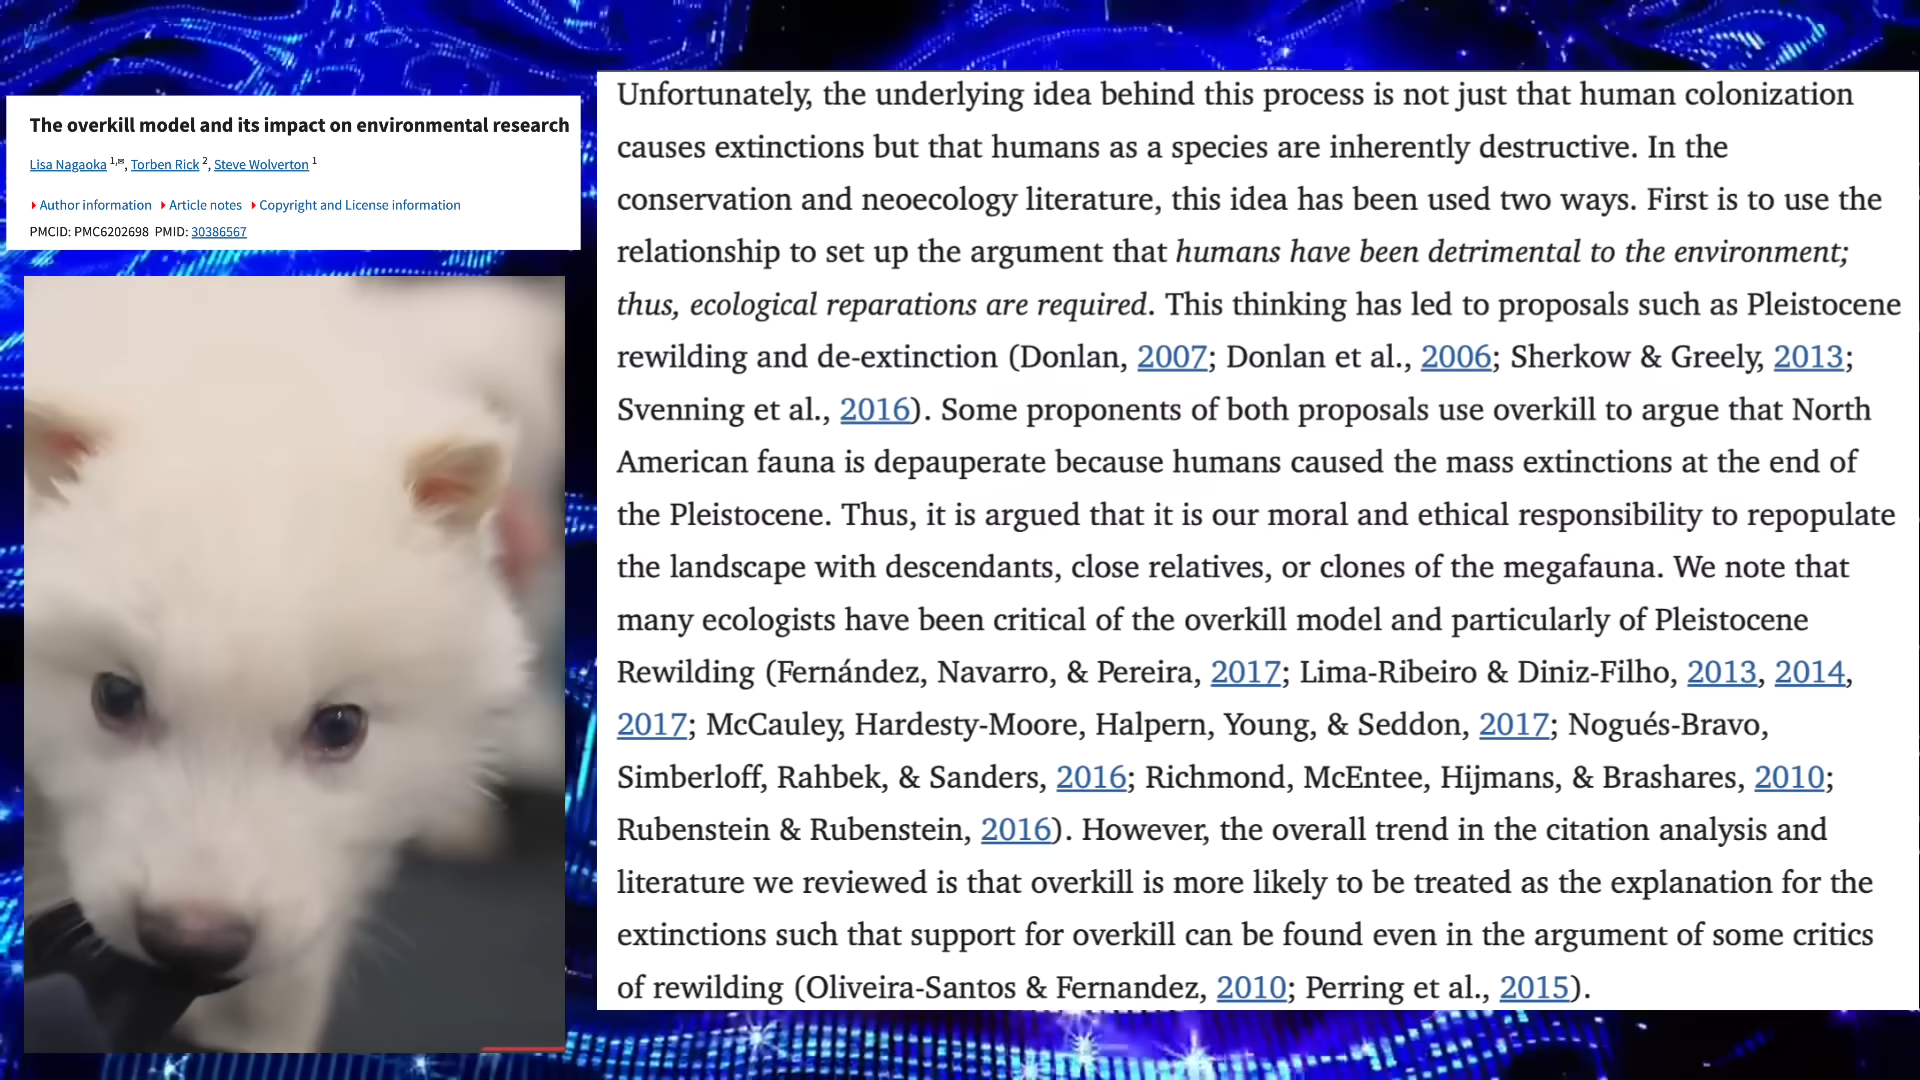 The overkill model and its impact on environmental research
Lisa Nagaoka 1,✉, Torben Rick 2, Steve Wolverton 1
Author information Article notes Copyright and License information
PMCID: PMC6202698 PMID: 30386567
Unfortunately, the underlying idea behind this process is not just that human colonization
causes extinctions but that humans as a species are inherently destructive. In the
conservation and neoecology literature, this idea has been used two ways. First is to use the
relationship to set up the argument that humans have been detrimental to the environment;
thus, ecological reparations are required. This thinking has led to proposals such as Pleistocene
rewilding and de-extinction (Donlan, 2007; Donlan et al., 2006; Sherkow & Greely, 2013;
Svenning et al., 2016). Some proponents of both proposals use overkill to argue that North
American fauna is depauperate because humans caused the mass extinctions at the end of
the Pleistocene. Thus, it is argued that it is our moral and ethical responsibility to repopulate
the landscape with descendants, close relatives, or clones of the megafauna. We note that
many ecologists have been critical of the overkill model and particularly of Pleistocene
Rewilding (Fernández, Navarro, & Pereira, 2017; Lima-Ribeiro & Diniz-Filho, 2013, 2014,
2017; McCauley, Hardesty-Moore, Halpern, Young, & Seddon, 2017; Nogués-Bravo,
Simberloff, Rahbek, & Sanders, 2016; Richmond, McEntee, Hijmans, & Brashares, 2010;
Rubenstein & Rubenstein, 2016). However, the overall trend in the citation analysis and
literature we reviewed is that overkill is more likely to be treated as the explanation for the
extinctions such that support for overkill can be found even in the argument of some critics
of rewilding (Oliveira-Santos & Fernandez, 2010; Perring et al., 2015).